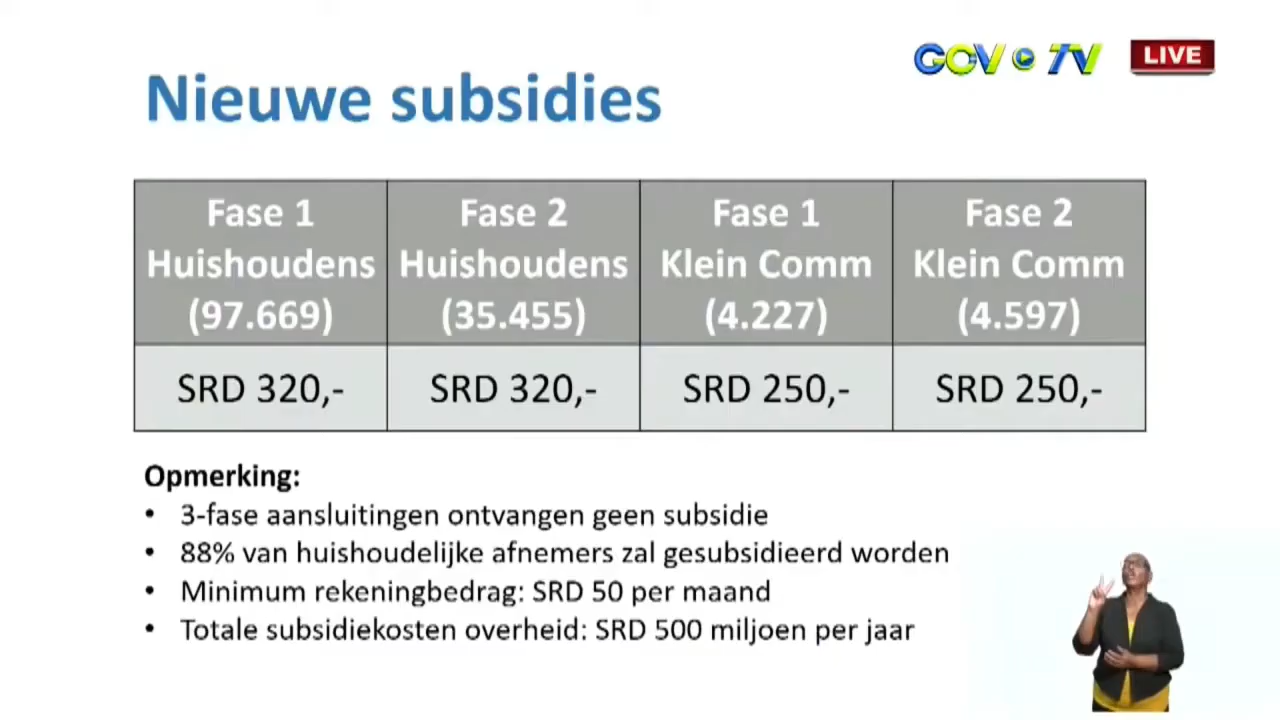 GOV TV LIVE
Nieuwe subsidies
Fase 1 Huishoudens (97.669)
Fase 2 Huishoudens (35.455)
Fase 1 Klein Comm (4.227)
Fase 2 Klein Comm (4.597)
SRD 320,- SRD 320,- SRD 250,- SRD 250,-
Opmerking:
• 3-fase aansluitingen ontvangen geen subsidie
• 88% van huishoudelijke afnemers zal gesubsidieerd worden
• Minimum rekeningbedrag: SRD 50 per maand
• Totale subsidiekosten overheid: SRD 500 miljoen per jaar